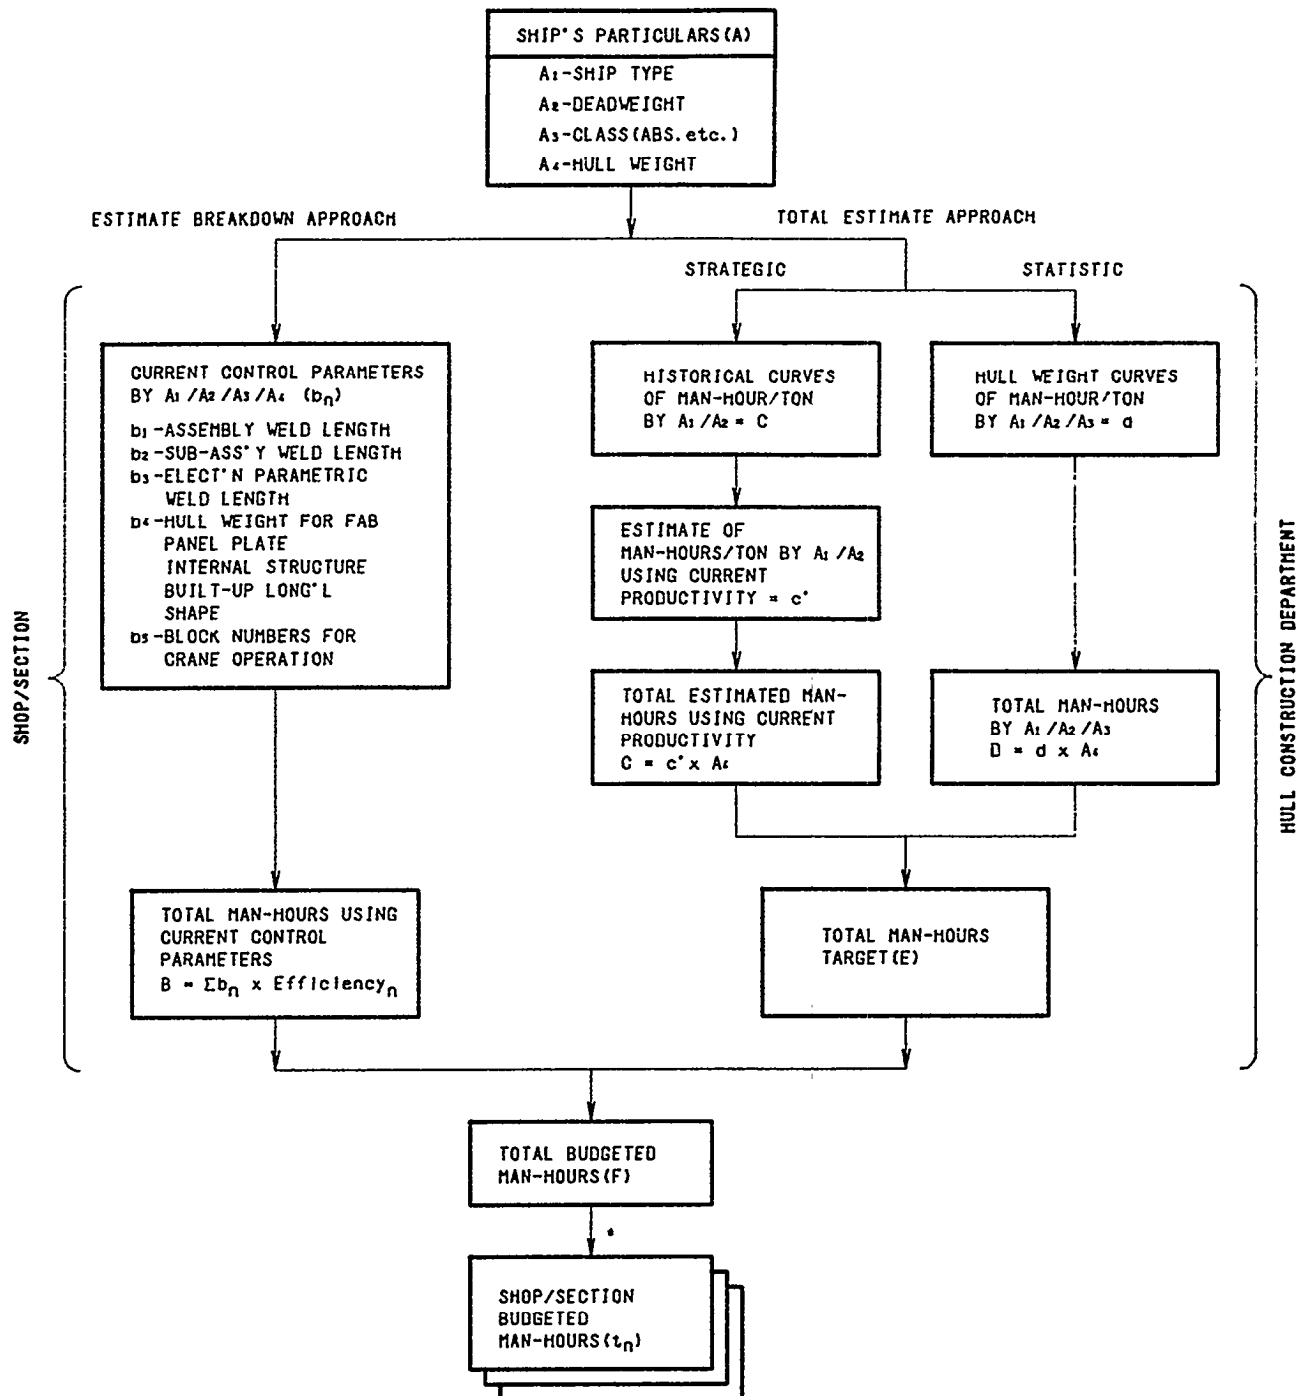 SHIP'S PARTICULARS(A)
A₁-SHIP TYPE
A₂-DEADWEIGHT
A₃-CLASS(ABS.etc.)
A₄-HULL WEIGHT
ESTIMATE BREAKDOWN APPROACH
TOTAL ESTIMATE APPROACH
STRATEGIC
STATISTIC
SHOP/SECTION
CURRENT CONTROL PARAMETERS
BY A₁/A₂/A₃/A₄ (bₙ)
b₁-ASSEMBLY WELD LENGTH
b₂-SUB-ASS'Y WELD LENGTH
b₃-ELECT'N PARAMETRIC
WELD LENGTH
b₄-HULL WEIGHT FOR FAB
PANEL PLATE
INTERNAL STRUCTURE
BUILT-UP LONG'L
SHAPE
b₅-BLOCK NUMBERS FOR
CRANE OPERATION
HISTORICAL CURVES
OF MAN-HOUR/TON
BY A₁/A₂ = C
HULL WEIGHT CURVES
OF MAN-HOUR/TON
BY A₁/A₂/A₃ = d
ESTIMATE OF
MAN-HOURS/TON BY A₁/A₂
USING CURRENT
PRODUCTIVITY = c'
TOTAL ESTIMATED MAN-
HOURS USING CURRENT
PRODUCTIVITY
C = c' x A₄
TOTAL MAN-HOURS
BY A₁/A₂/A₃
D = d x A₄
HULL CONSTRUCTION DEPARTMENT
TOTAL MAN-HOURS USING
CURRENT CONTROL
PARAMETERS
B = Σbₙ x Efficiencyₙ
TOTAL MAN-HOURS
TARGET(E)
TOTAL BUDGETED
MAN-HOURS(F)
*
SHOP/SECTION
BUDGETED
MAN-HOURS(tₙ)